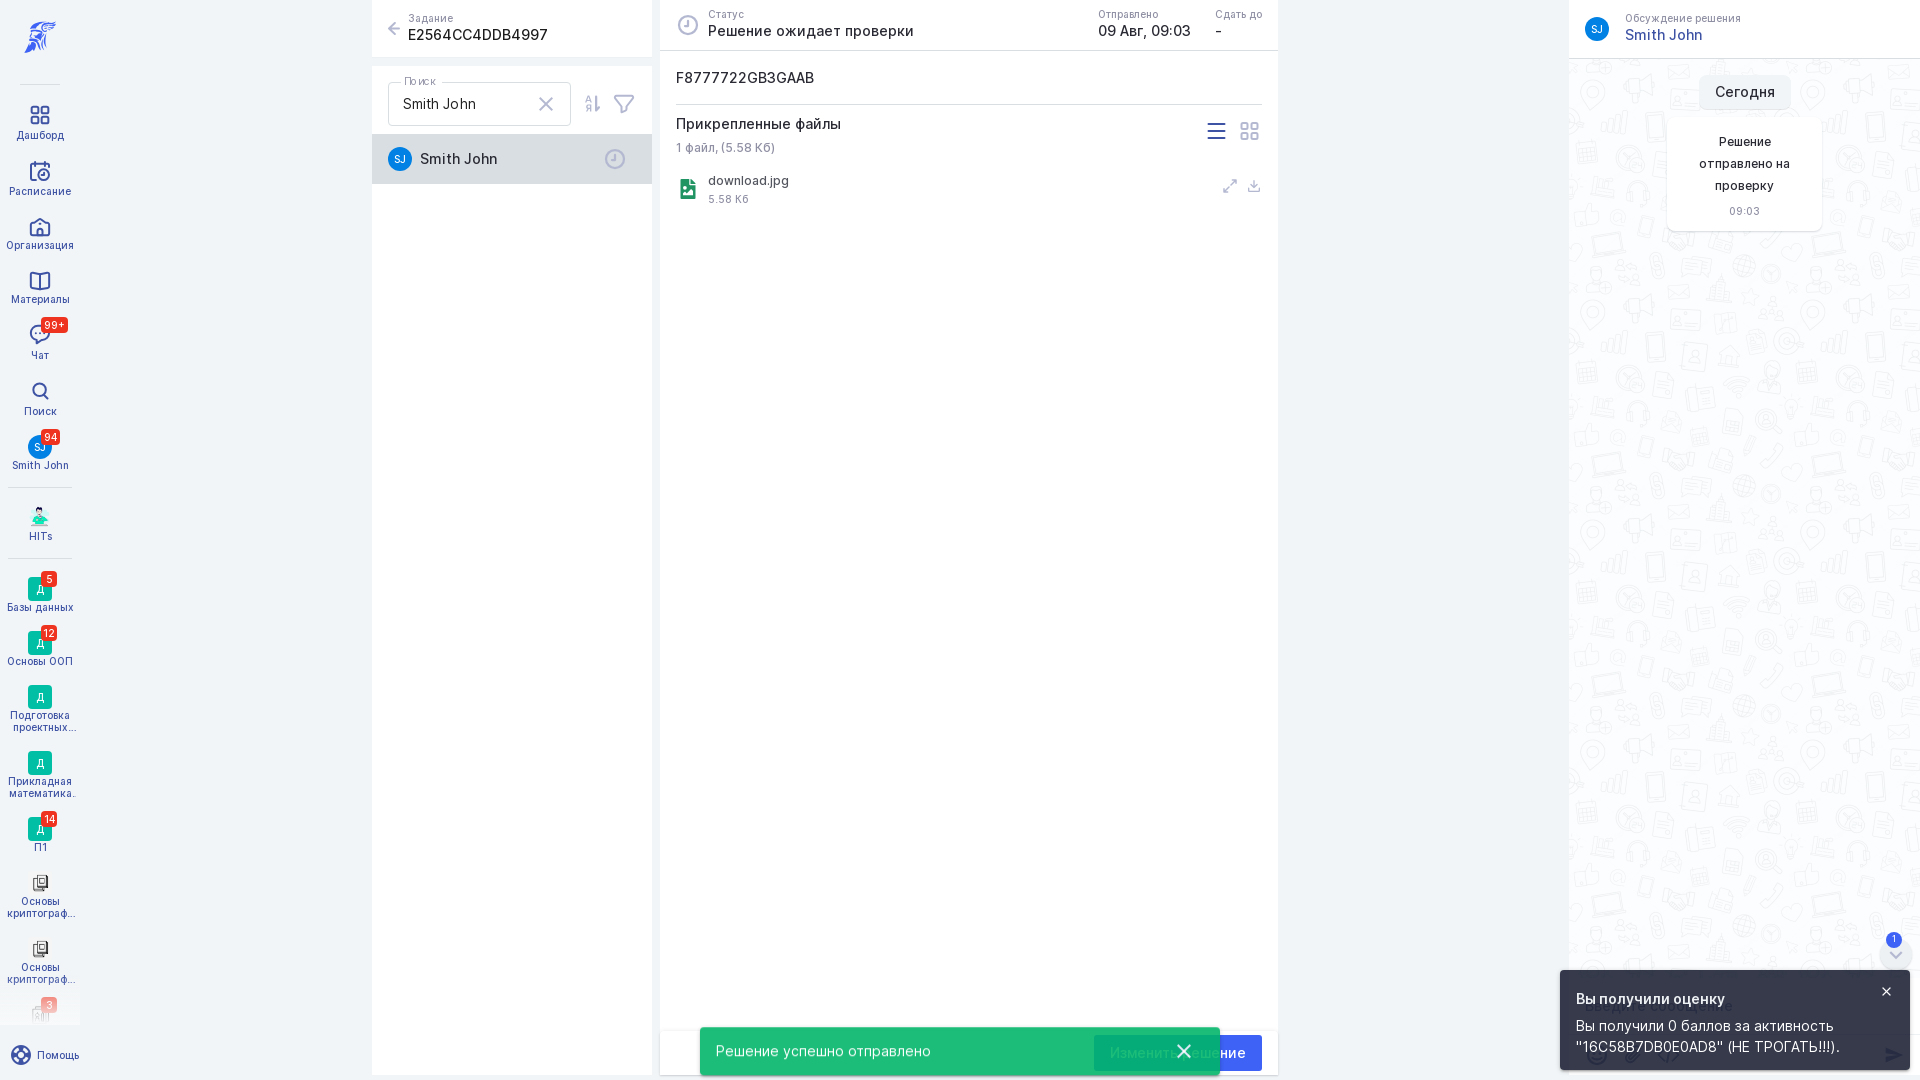 Дашборд
Расписание
Организация
Материалы
99+
Чат
Поиск
94
SJ
Smith John
HITs
5
Д
Базы данных
12
Д
Основы ООП
Д
Подготовка
проектных...
Д
Прикладная
математика.
14
Д
П1
Основы
криптограф...
Основы
криптограф...
3
Помощь
Задание
E2564CC4DDB4997
Поиск
Smith John
SJ
Smith John
Статус
Решение ожидает проверки
Отправлено
09 Авг, 09:03
Сдать до
-
F8777722GB3GAAB
Прикрепленные файлы
1 файл, (5.58 Кб)
download.jpg
5.58 Кб
Решение успешно отправлено
SJ
Обсуждение решения
Smith John
Сегодня
Решение
отправлено на
проверку
09:03
1
Вы получили оценку
Вы получили 0 баллов за активность
"16C58B7DB0E0AD8" (НЕ ТРОГАТЬ!!!).